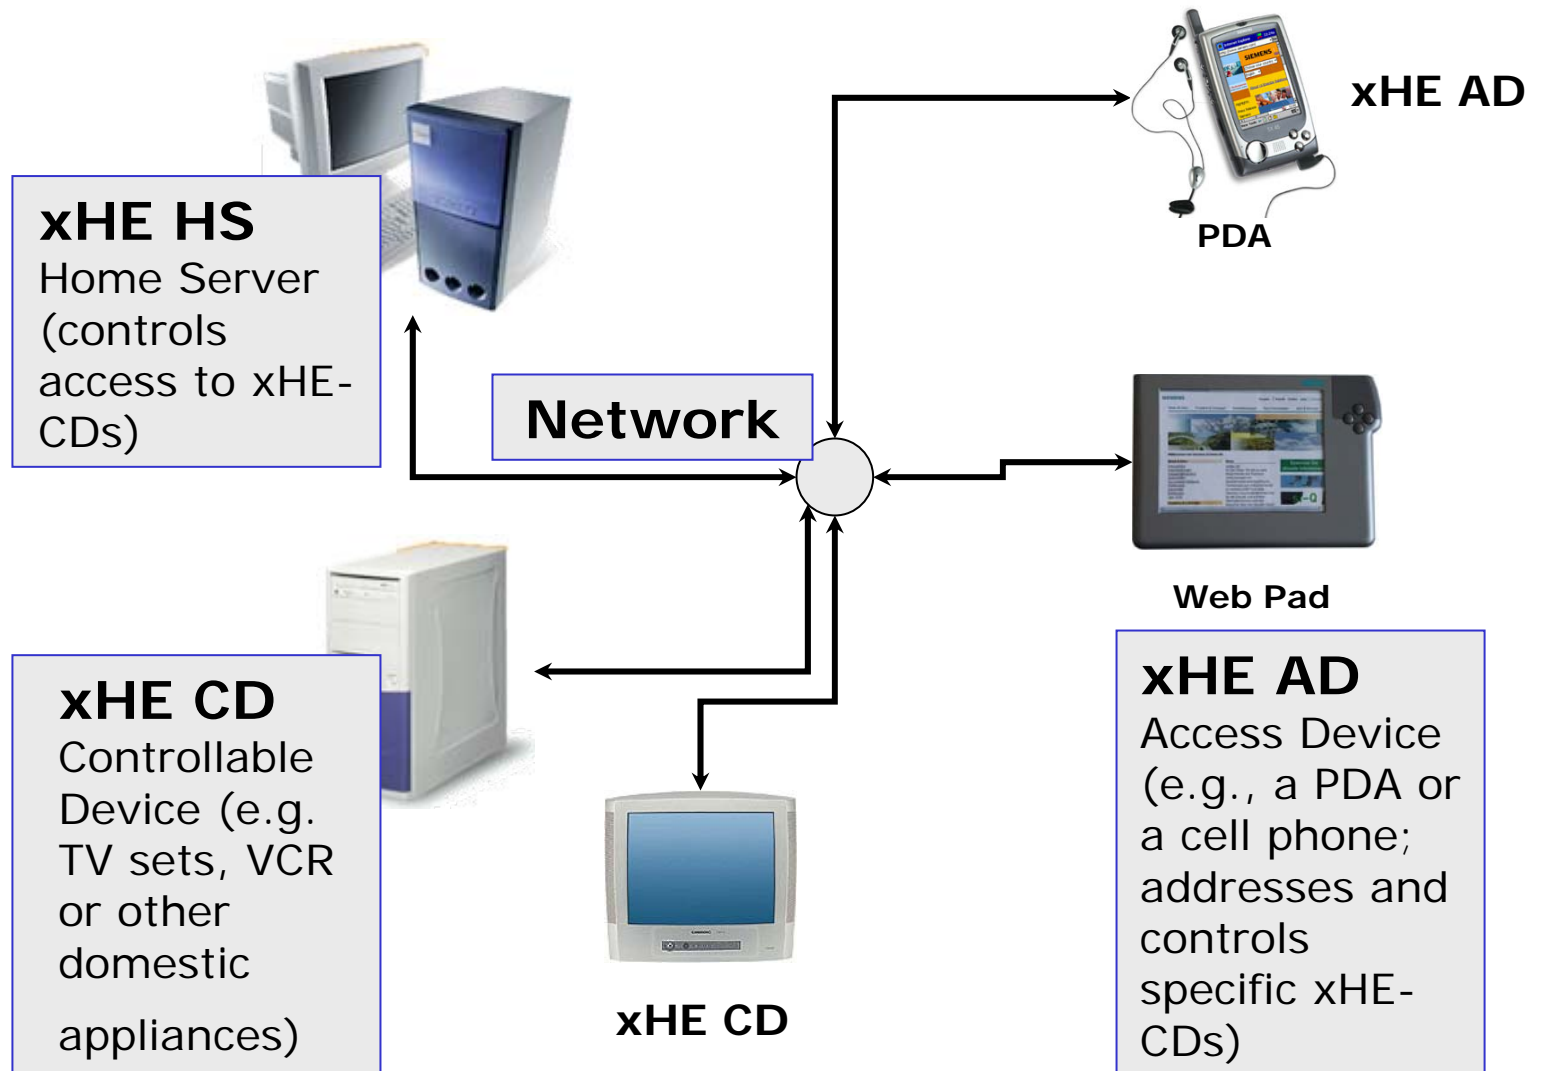 xHE HS
Home Server
(controls
access to xHE-
CDs)
Network
SIEMENS
xHE AD
PDA
Web Pad
xHE CD
Controllable
Device (e.g.
TV sets, VCR
or other
domestic
appliances)
xHE CD
xHE AD
Access Device
(e.g., a PDA or
a cell phone;
addresses and
controls
specific xHE-
CDs)